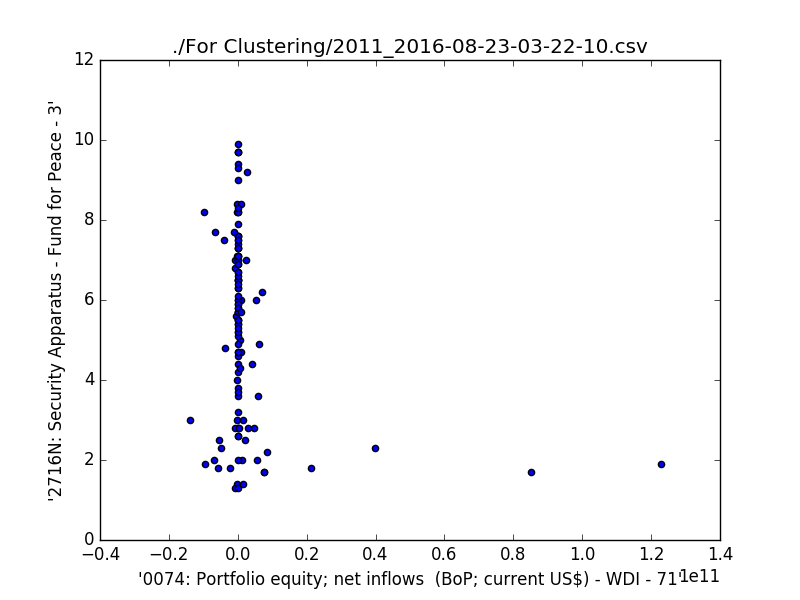 ./For Clustering/2011_2016-08-23-03-22-10.csv
12
10
8
6
4
2
0
'2716N: Security Apparatus - Fund for Peace - 3'
−0.4 −0.2 0.0 0.2 0.4 0.6 0.8 1.0 1.2 1.4
1e11
'0074: Portfolio equity; net inflows (BoP; current US$) - WDI - 71'